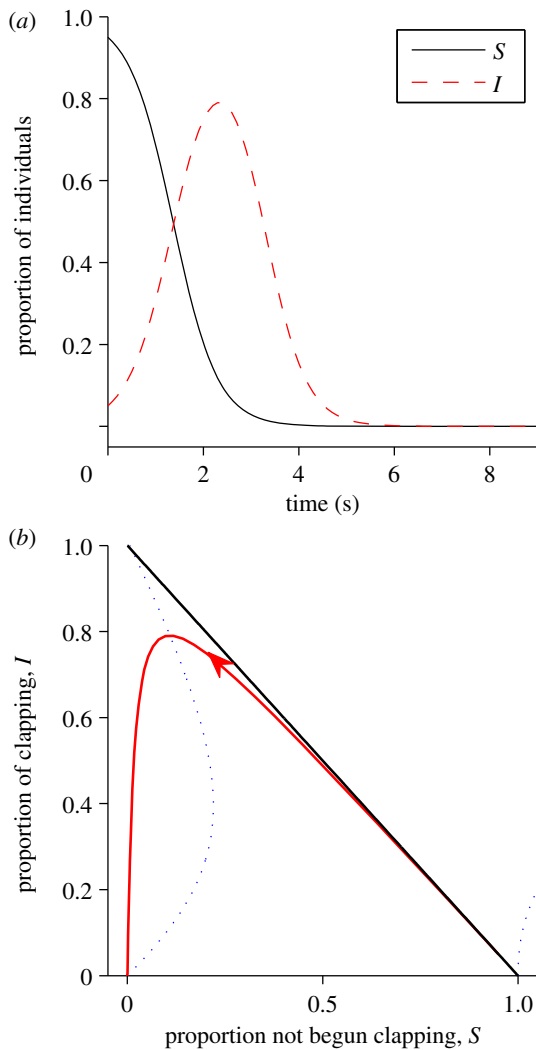 (a)
1.0
0.8
0.6
0.4
0.2
0
proportion of individuals
S
I
2
4
6
8
time (s)
(b)
1.0
0.8
0.6
0.4
0.2
0
proportion of clapping, I
0
0.5
1.0
proportion not begun clapping, S